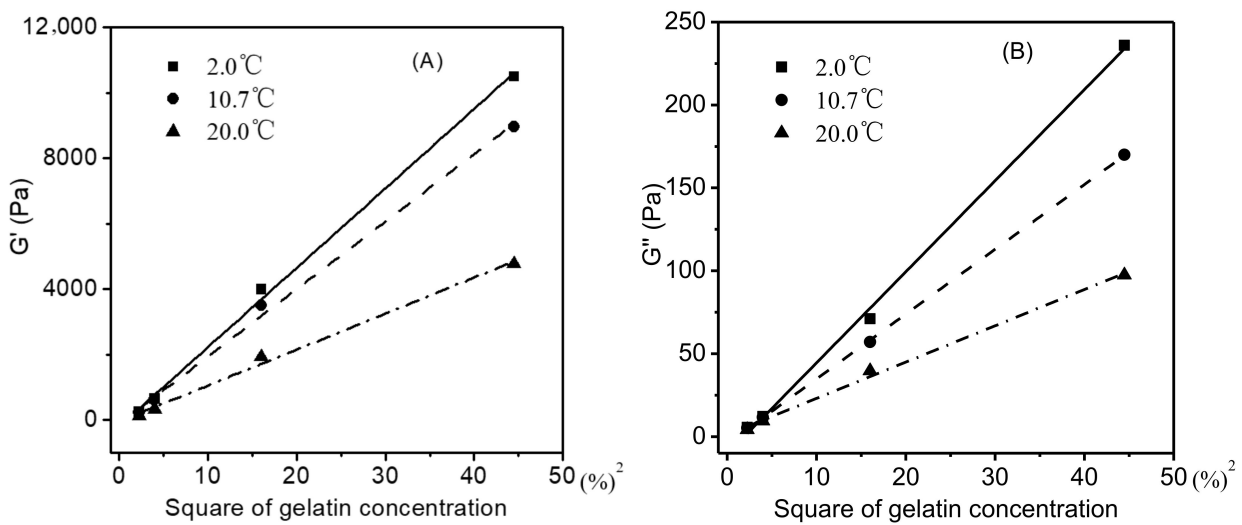 12,000
8000
4000
0
G' (Pa)
(A)
2.0℃
10.7℃
20.0℃
0 10 20 30 40 50 (%)²
Square of gelatin concentration
250
200
150
100
50
0
G'' (Pa)
(B)
2.0℃
10.7℃
20.0℃
0 10 20 30 40 50 (%)²
Square of gelatin concentration